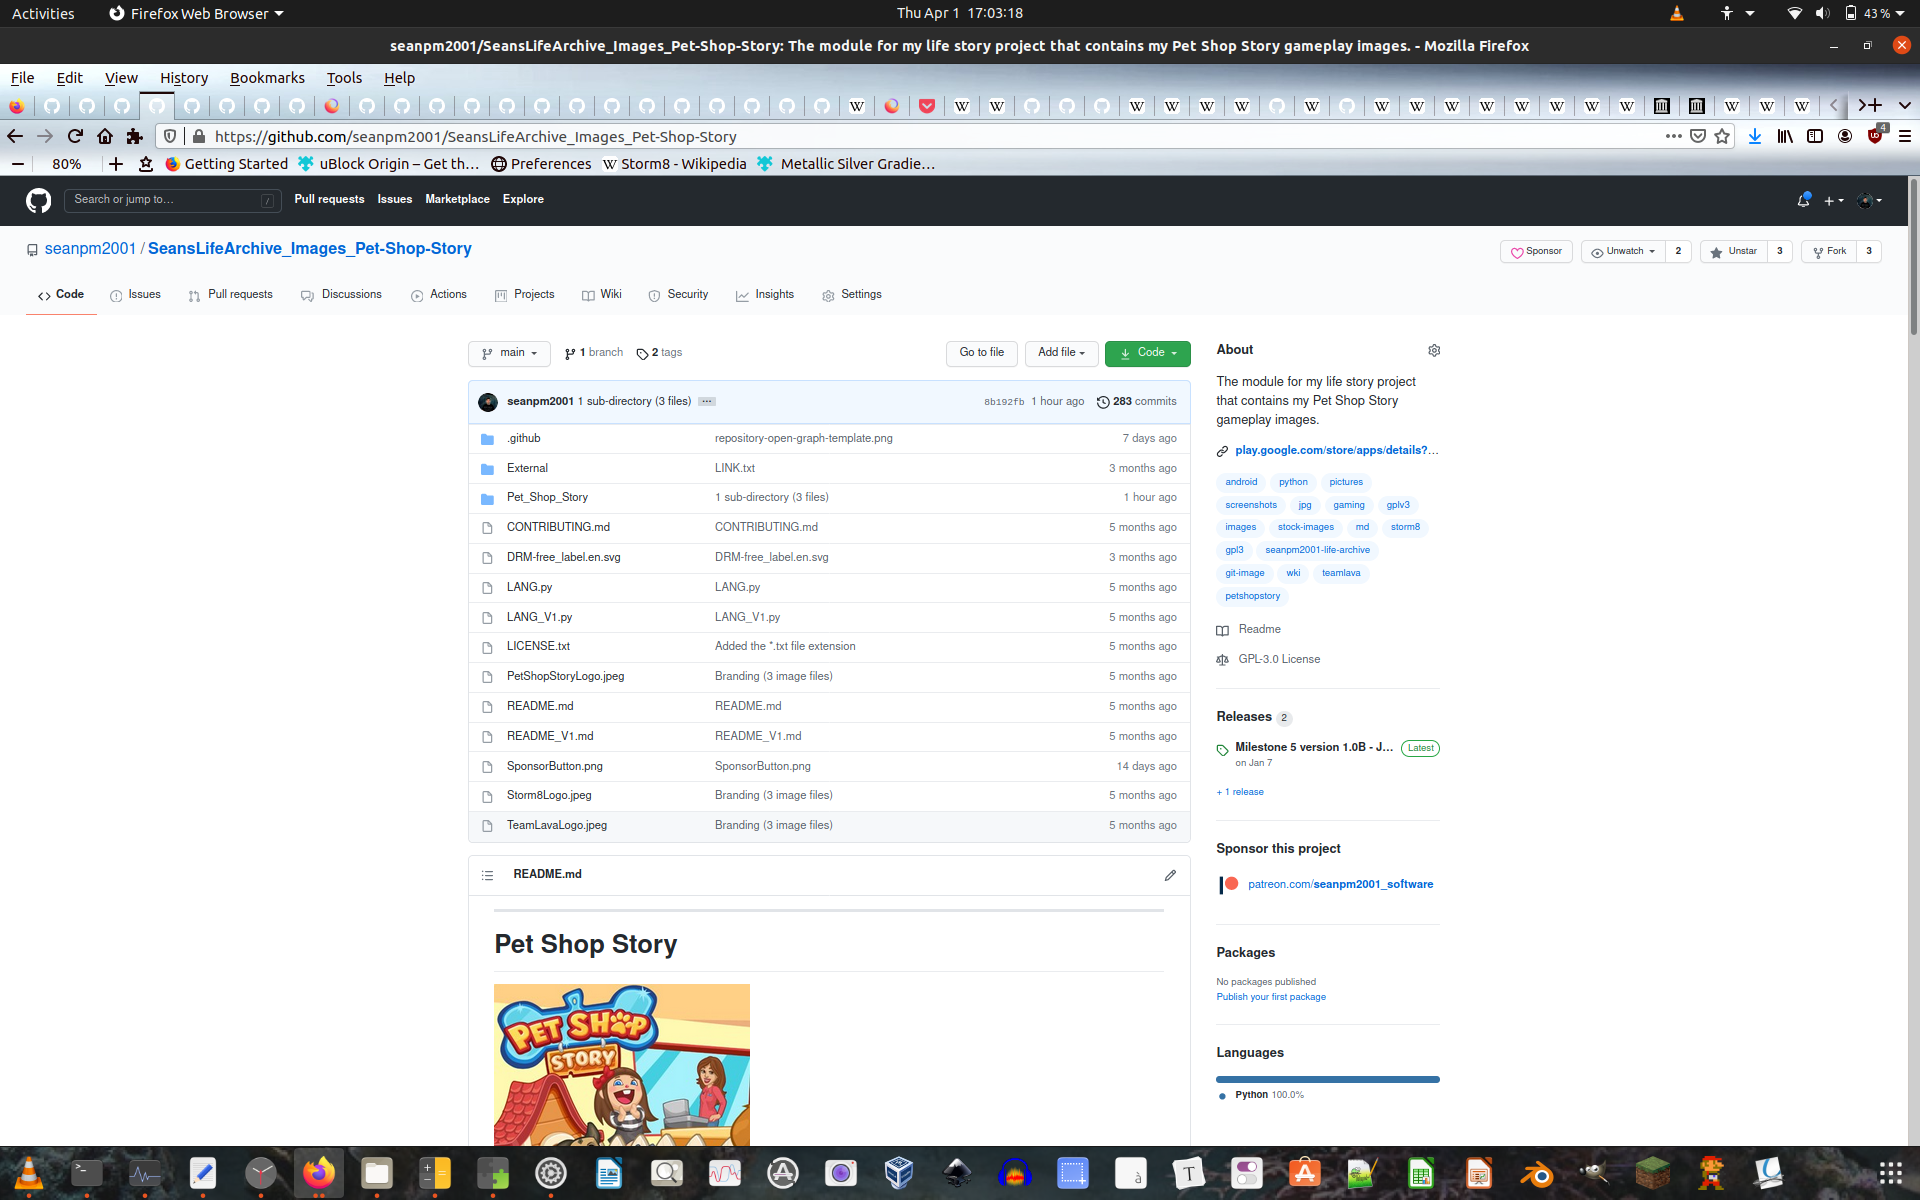 Activities
Firefox Web Browser
Thu Apr 1 17:03:18
43 %
seanpm2001/SeansLifeArchive_Images_Pet-Shop-Story: The module for my life story project that contains my Pet Shop Story gameplay images. - Mozilla Firefox
File Edit View History Bookmarks Tools Help
https://github.com/seanpm2001/SeansLifeArchive_Images_Pet-Shop-Story
4
80%
Getting Started
uBlock Origin – Get th…
Preferences
Storm8 - Wikipedia
Metallic Silver Gradie…
Search or jump to…
/
Pull requests Issues Marketplace Explore
seanpm2001 / SeansLifeArchive_Images_Pet-Shop-Story
Sponsor
Unwatch 2
Unstar 3
Fork 3
Code Issues Pull requests Discussions Actions Projects Wiki Security Insights Settings
main
1 branch
2 tags
Go to file
Add file
Code
seanpm2001 1 sub-directory (3 files) ... 8b192fb 1 hour ago 283 commits
.github repository-open-graph-template.png 7 days ago
External LINK.txt 3 months ago
Pet_Shop_Story 1 sub-directory (3 files) 1 hour ago
CONTRIBUTING.md CONTRIBUTING.md 5 months ago
DRM-free_label.en.svg DRM-free_label.en.svg 3 months ago
LANG.py LANG.py 5 months ago
LANG_V1.py LANG_V1.py 5 months ago
LICENSE.txt Added the *.txt file extension 5 months ago
PetShopStoryLogo.jpeg Branding (3 image files) 5 months ago
README.md README.md 5 months ago
README_V1.md README_V1.md 5 months ago
SponsorButton.png SponsorButton.png 14 days ago
Storm8Logo.jpeg Branding (3 image files) 5 months ago
TeamLavaLogo.jpeg Branding (3 image files) 5 months ago
README.md
Pet Shop Story
PET SHOP
STORY
About
The module for my life story project
that contains my Pet Shop Story
gameplay images.
play.google.com/store/apps/details?…
android python pictures
screenshots jpg gaming gplv3
images stock-images md storm8
gpl3 seanpm2001-life-archive
git-image wki teamlava
petshopstory
Readme
GPL-3.0 License
Releases 2
Milestone 5 version 1.0B - J… Latest
on Jan 7
+ 1 release
Sponsor this project
patreon.com/seanpm2001_software
Packages
No packages published
Publish your first package
Languages
Python 100.0%